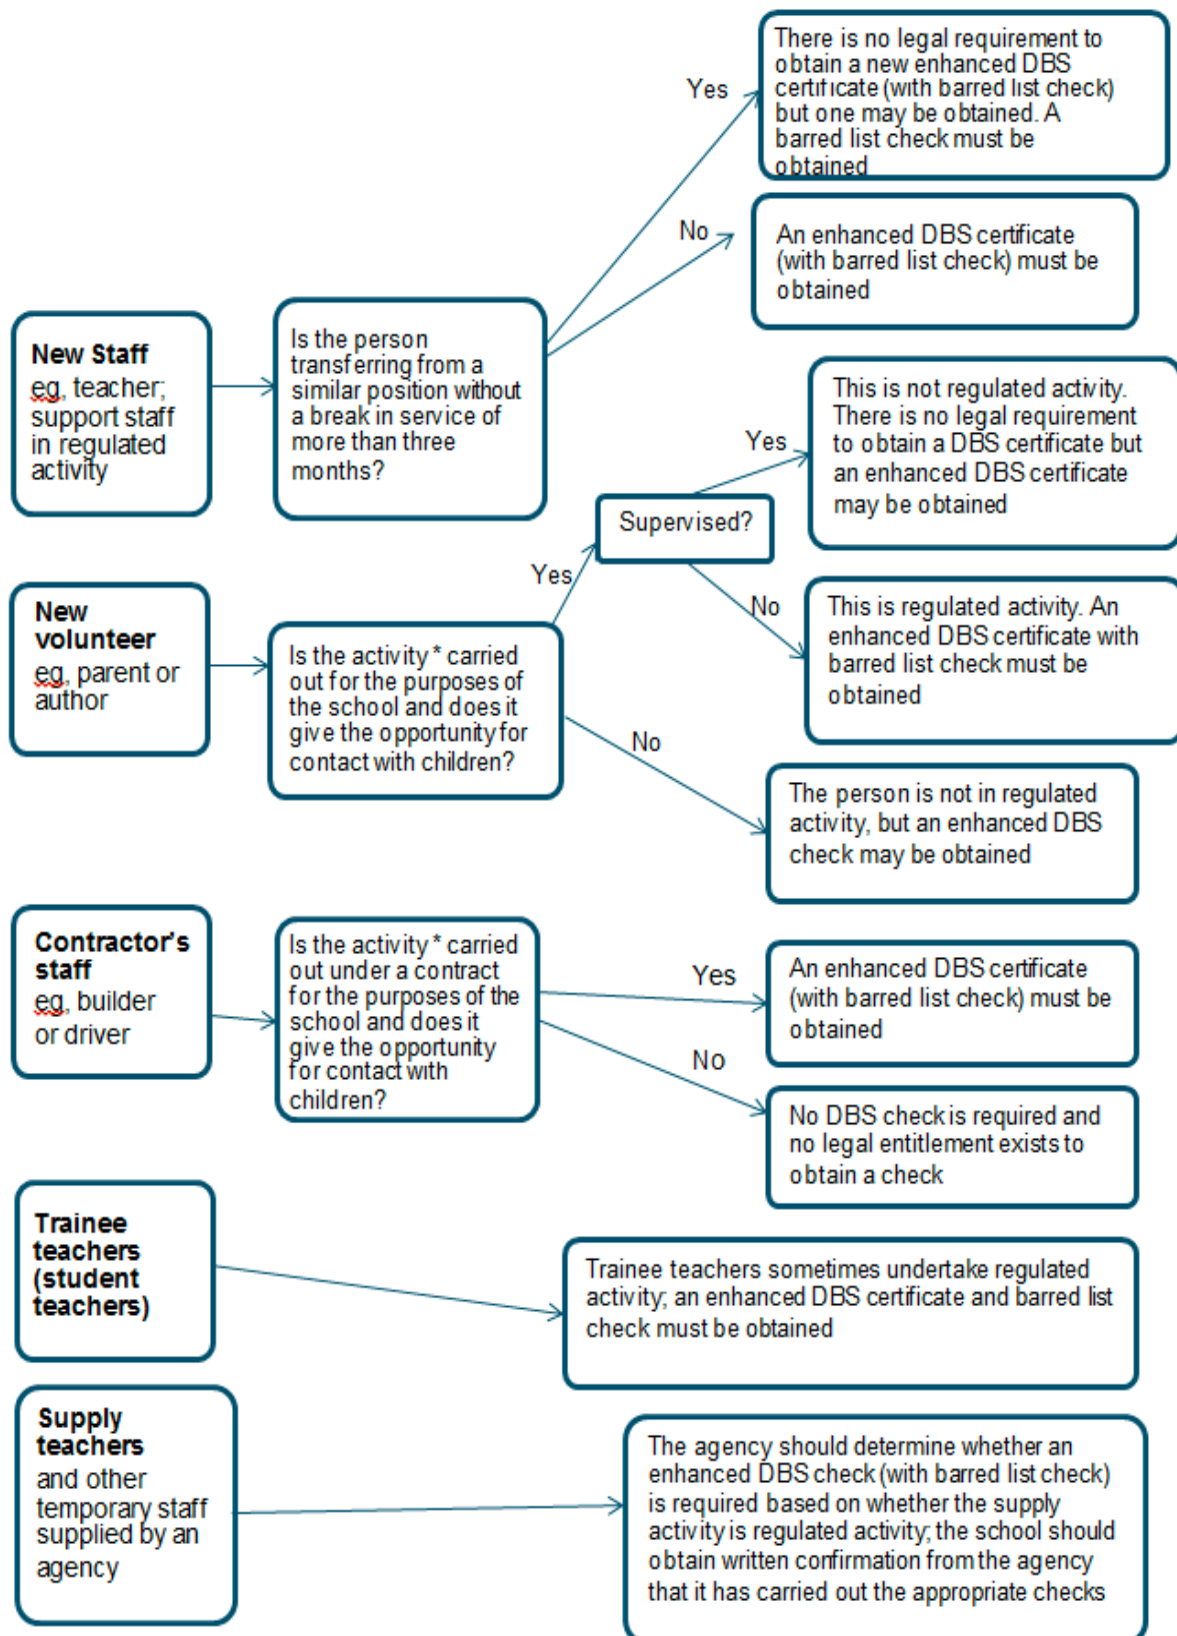 There is no legal requirement to
obtain a new enhanced DBS
certificate (with barred list check)
but one may be obtained. A
barred list check must be
obtained
Yes
No
An enhanced DBS certificate
(with barred list check) must be
obtained
New Staff
eg, teacher;
support staff
in regulated
activity
Is the person
transferring from a
similar position without
a break in service of
more than three
months?
This is not regulated activity.
There is no legal requirement
to obtain a DBS certificate but
an enhanced DBS certificate
may be obtained
Yes
Supervised?
Yes
No
This is regulated activity. An
enhanced DBS certificate with
barred list check must be
obtained
New
volunteer
eg, parent or
author
Is the activity * carried
out for the purposes of
the school and does it
give the opportunity for
contact with children?
No
The person is not in regulated
activity, but an enhanced DBS
check may be obtained
Contractor's
staff
eg, builder
or driver
Is the activity * carried
out under a contract
for the purposes of the
school and does it
give the opportunity
for contact with
children?
Yes
An enhanced DBS certificate
(with barred list check) must be
obtained
No
No DBS check is required and
no legal entitlement exists to
obtain a check
Trainee
teachers
(student
teachers)
Trainee teachers sometimes undertake regulated
activity; an enhanced DBS certificate and barred list
check must be obtained
Supply
teachers
and other
temporary staff
supplied by an
agency
The agency should determine whether an
enhanced DBS check (with barred list check)
is required based on whether the supply
activity is regulated activity; the school should
obtain written confirmation from the agency
that it has carried out the appropriate checks